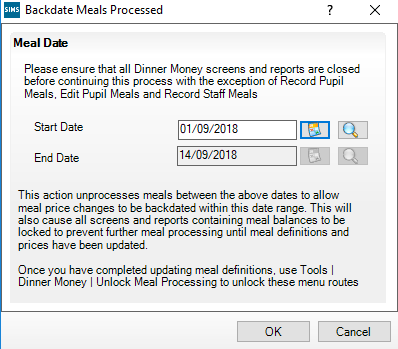 SIMS Backdate Meals Processed ? ×
Meal Date
Please ensure that all Dinner Money screens and reports are closed
before continuing this process with the exception of Record Pupil
Meals, Edit Pupil Meals and Record Staff Meals
Start Date 01/09/2018
End Date 14/09/2018
This action unprocesses meals between the above dates to allow
meal price changes to be backdated within this date range. This will
also cause all screens and reports containing meal balances to be
locked to prevent further meal processing until meal definitions and
prices have been updated.
Once you have completed updating meal definitions, use Tools |
Dinner Money | Unlock Meal Processing to unlock these menu routes
OK Cancel